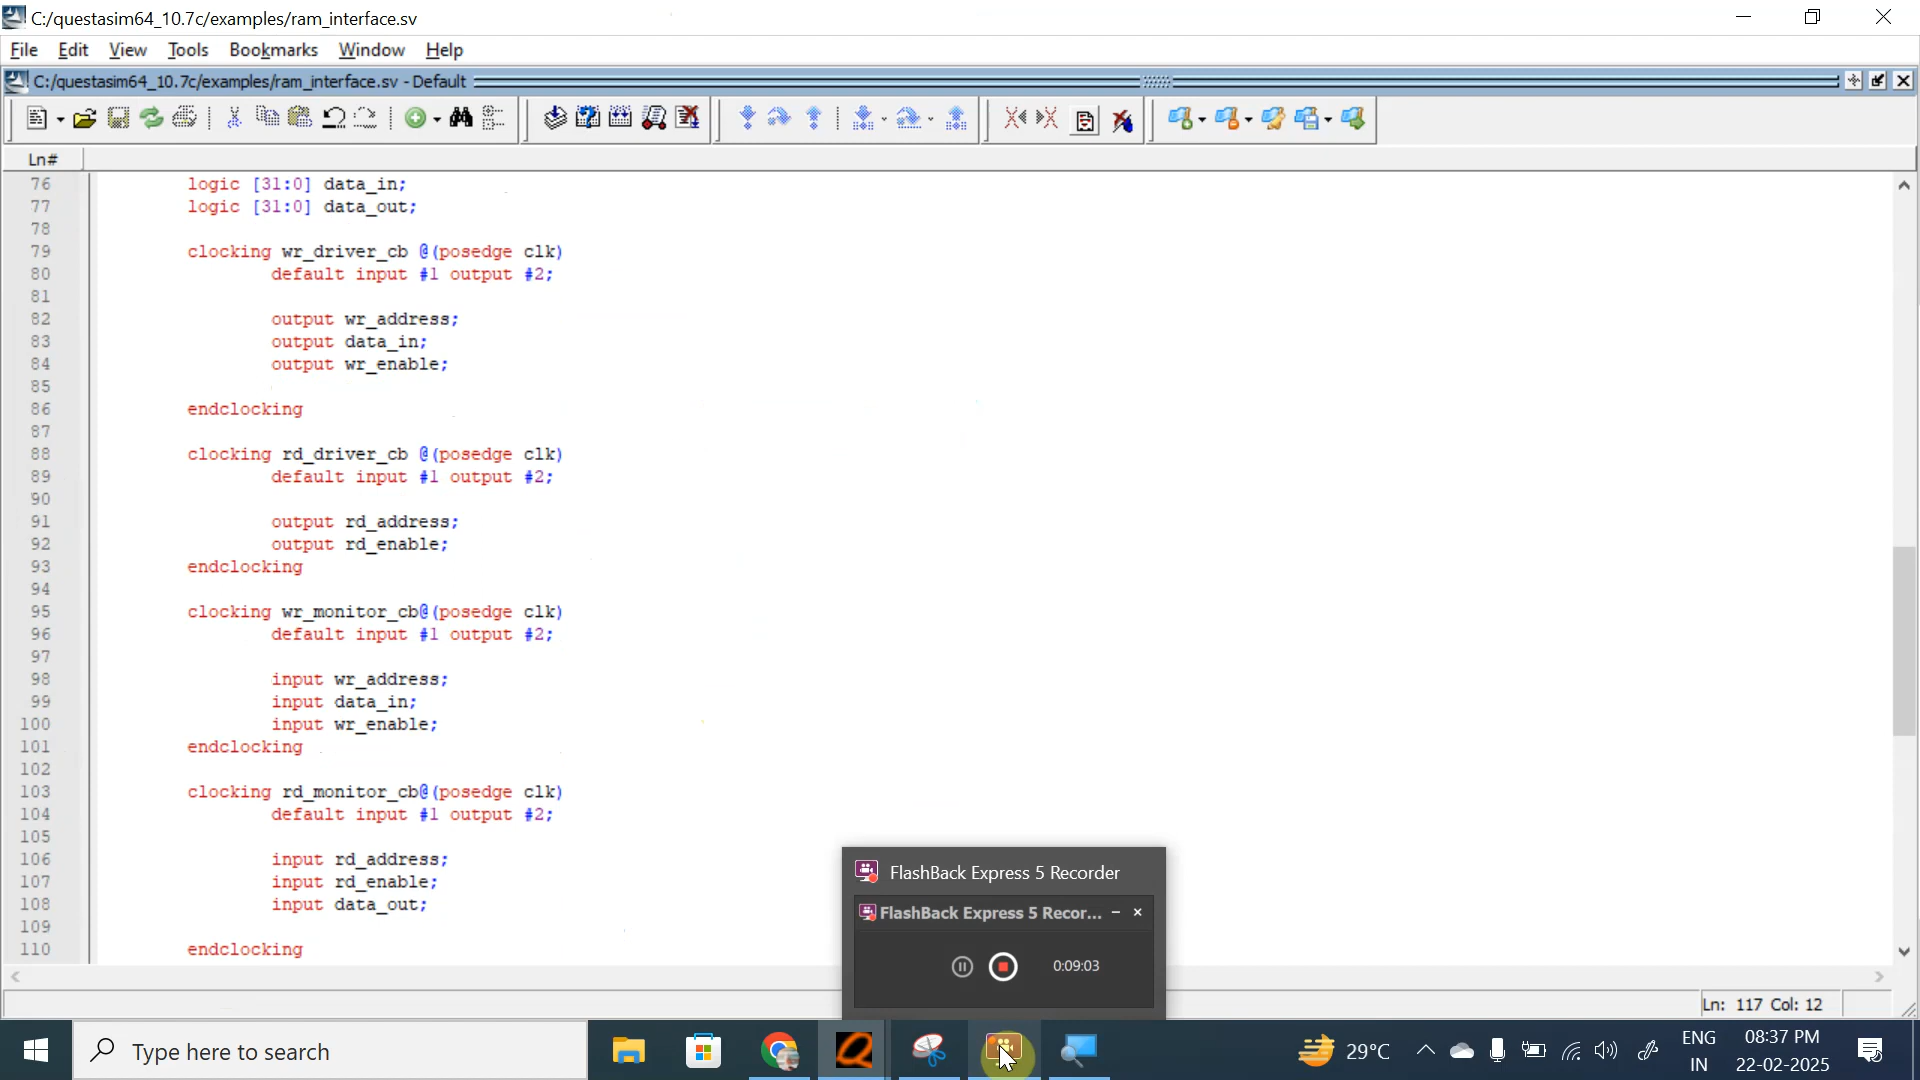 C:/questasim64_10.7c/examples/ram_interface.sv
File Edit View Tools Bookmarks Window Help
C:/questasim64_10.7c/examples/ram_interface.sv - Default
Ln#
76 logic [31:0] data_in;
77 logic [31:0] data_out;
78
79 clocking wr_driver_cb @(posedge clk)
80 default input #1 output #2;
81
82 output wr_address;
83 output data_in;
84 output wr_enable;
85
86 endclocking
87
88 clocking rd_driver_cb @(posedge clk)
89 default input #1 output #2;
90
91 output rd_address;
92 output rd_enable;
93 endclocking
94
95 clocking wr_monitor_cb@(posedge clk)
96 default input #1 output #2;
97
98 input wr_address;
99 input data_in;
100 input wr_enable;
101 endclocking
102
103 clocking rd_monitor_cb@(posedge clk)
104 default input #1 output #2;
105
106 input rd_address;
107 input rd_enable;
108 input data_out;
109
110 endclocking
FlashBack Express 5 Recorder
FlashBack Express 5 Recor...
0:09:03
Ln: 117 Col: 12
Type here to search
29°C
ENG
IN
08:37 PM
22-02-2025